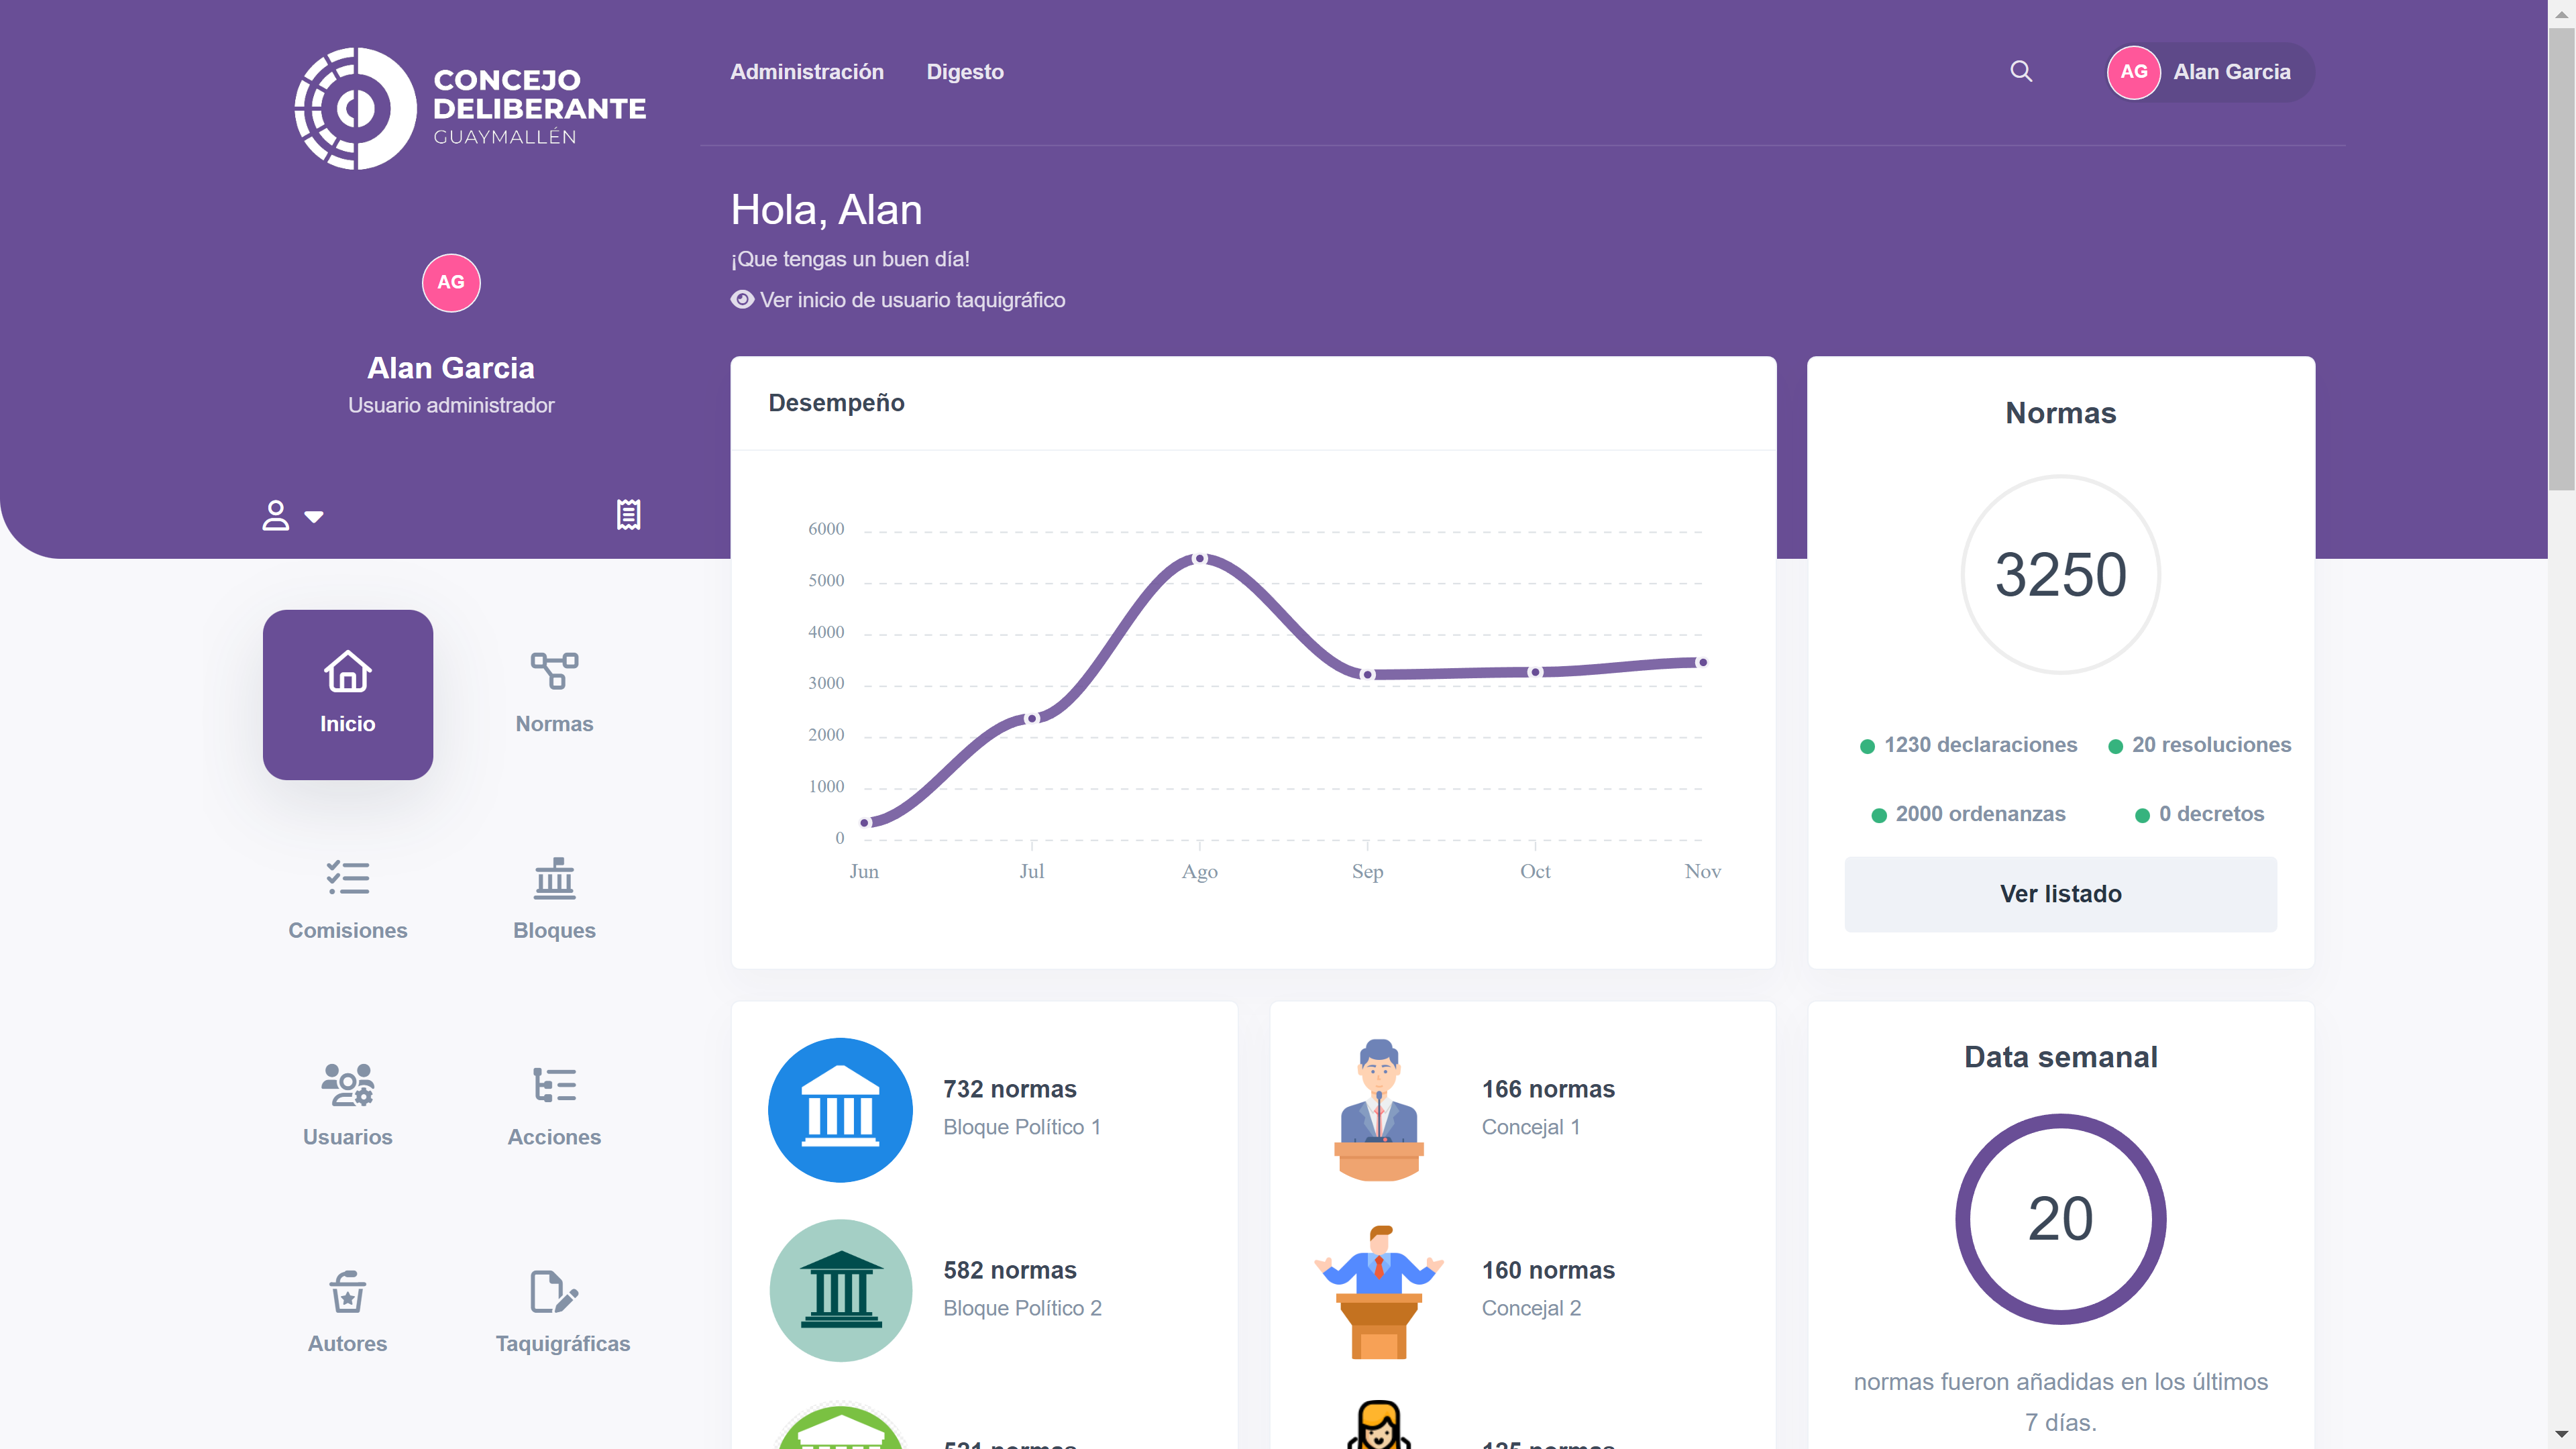 CONCEJO
DELIBERANTE
GUAYMALLÉN
Administración
Digesto
AG
Alan Garcia
Hola, Alan
¡Que tengas un buen día!
Ver inicio de usuario taquigráfico
AG
Alan Garcia
Usuario administrador
Inicio
Normas
Comisiones
Bloques
Usuarios
Acciones
Autores
Taquigráficas
Desempeño
6000
5000
4000
3000
2000
1000
0
Jun
Jul
Ago
Sep
Oct
Nov
Normas
3250
1230 declaraciones
20 resoluciones
2000 ordenanzas
0 decretos
Ver listado
732 normas
Bloque Político 1
582 normas
Bloque Político 2
166 normas
Concejal 1
160 normas
Concejal 2
Data semanal
20
normas fueron añadidas en los últimos
7 días.